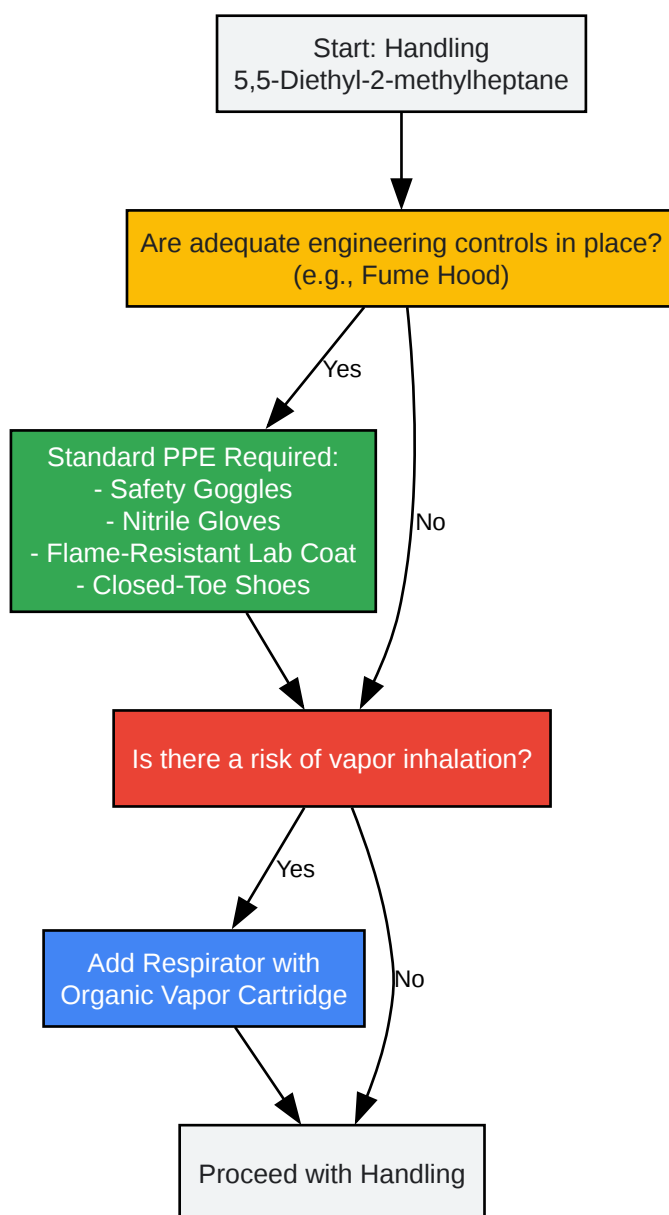 Start: Handling
5,5-Diethyl-2-methylheptane
Are adequate engineering controls in place?
(e.g., Fume Hood)
Yes
Standard PPE Required:
- Safety Goggles
- Nitrile Gloves
- Flame-Resistant Lab Coat
- Closed-Toe Shoes
No
Is there a risk of vapor inhalation?
Yes
Add Respirator with
Organic Vapor Cartridge
No
Proceed with Handling